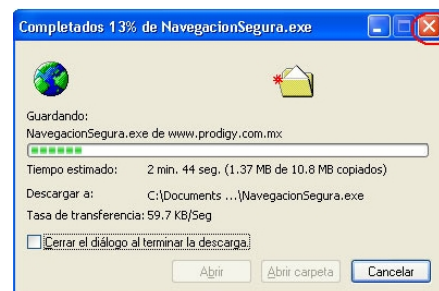 Completados 13% de NavegacionSegura.exe
Guardando:
NavegacionSegura.exe de www.prodigy.com.mx
Tiempo estimado: 2 min. 44 seg. (1.37 MB de 10.8 MB copiados)
Descargar a: C:\Documents ...\NavegacionSegura.exe
Tasa de transferencia: 59.7 KB/Seg
Cerrar el diálogo al terminar la descarga.
Abrir Abrir carpeta Cancelar